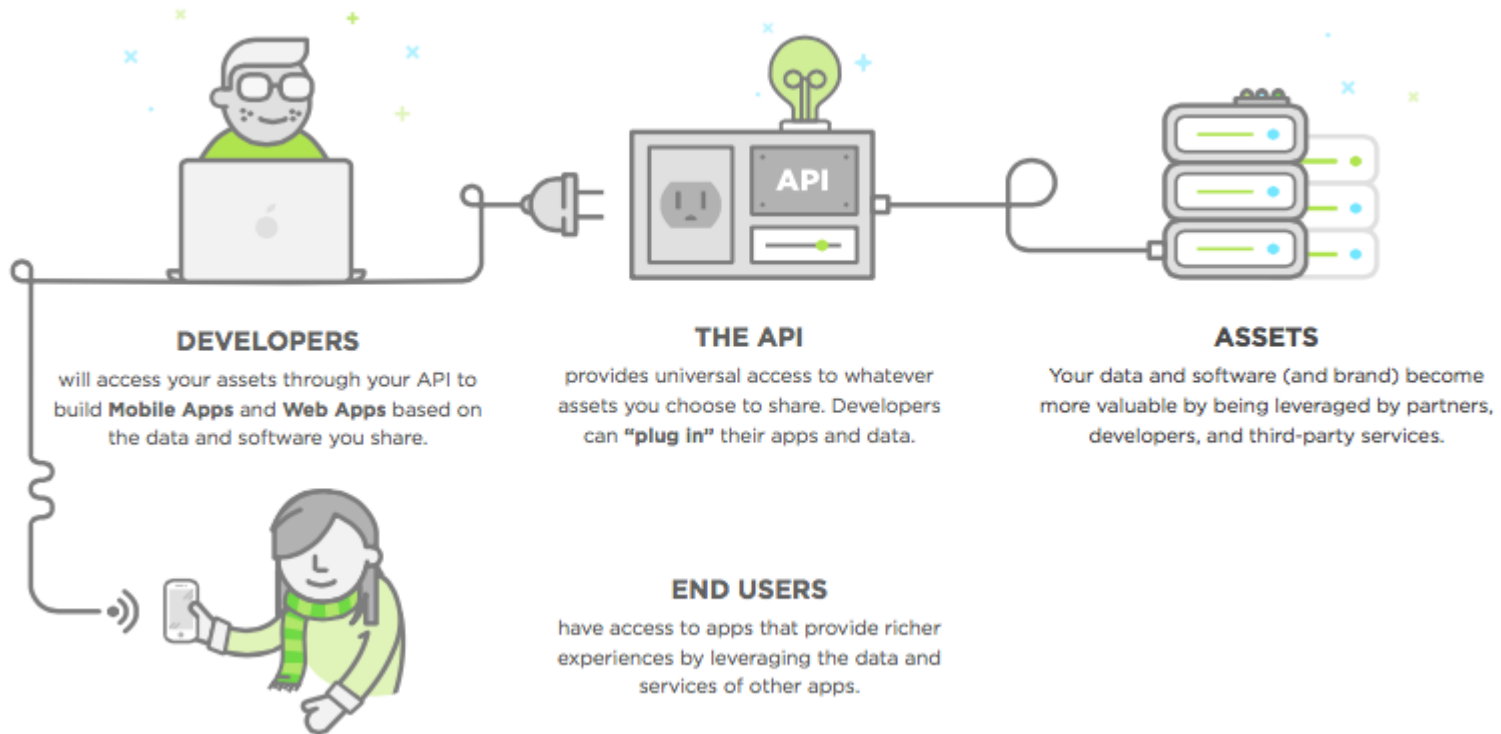 API
DEVELOPERS
will access your assets through your API to
build Mobile Apps and Web Apps based on
the data and software you share.
THE API
provides universal access to whatever
assets you choose to share. Developers
can “plug in” their apps and data.
ASSETS
Your data and software (and brand) become
more valuable by being leveraged by partners,
developers, and third-party services.
END USERS
have access to apps that provide richer
experiences by leveraging the data and
services of other apps.